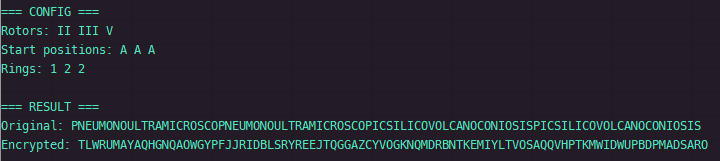 === CONFIG ===
Rotors: II III V
Start positions: A A A
Rings: 1 2 2
=== RESULT ===
Original: PNEUMONOULTRAMICROSCOPNEUMONOULTRAMICROSCOPICSILICOVOLCANOCONIOSISPICSILICOVOLCANOCONIOSIS
Encrypted: TLWRUMAYAQHGNQAOWGYPFJJRIDBLSRYREEJTQGGAZCYVOGKNQMDRBNTKEMIYLTVOSAQQVHPTKMWIDWUPBDPMADSARO